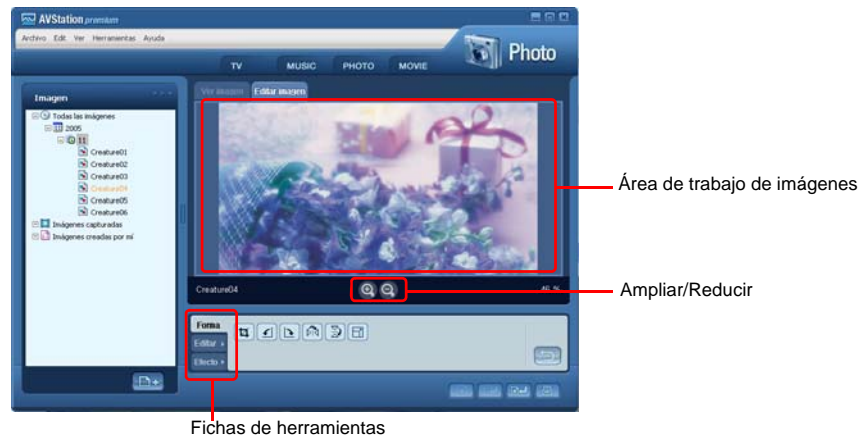 AVStation premium
Archivo Edit Ver Herramientas Ayuda
Photo
TV MUSIC PHOTO MOVIE
Imagen
Ver imagen Editar imagen
Todas las imágenes
2005
11
Creature01
Creature02
Creature03
Creature04
Creature05
Creature06
Imágenes capturadas
Imágenes creadas por mí
Área de trabajo de imágenes
Creature04
Ampliar/Reducir
Forma
Editar
Efecto
Fichas de herramientas